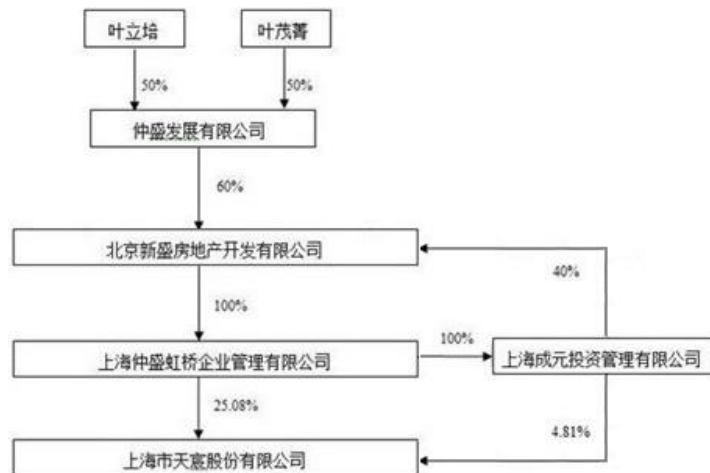 叶立培
叶茂菁
50%
50%
仲盛发展有限公司
60%
北京新盛房地产开发有限公司
40%
100%
上海仲盛虹桥企业管理有限公司
100%
上海成元投资管理有限公司
25.08%
4.81%
上海市天宸股份有限公司